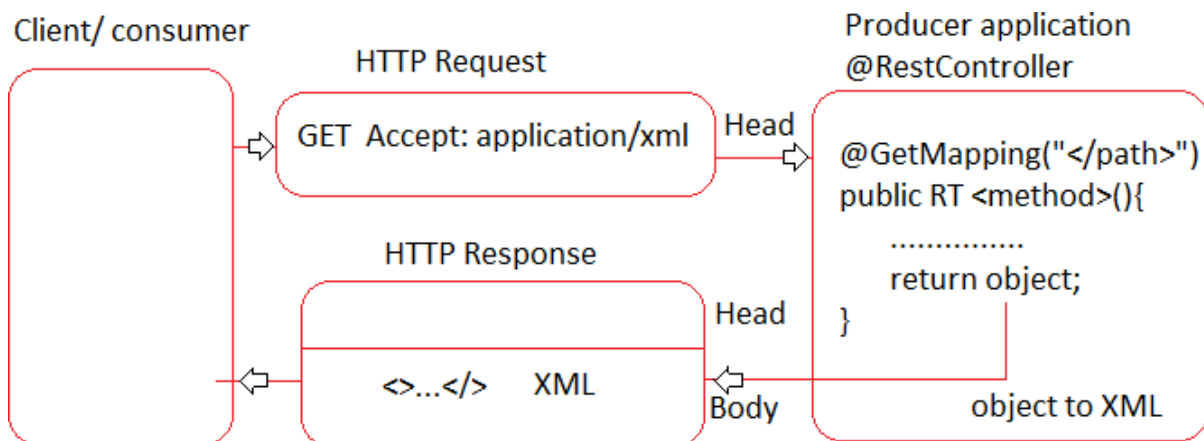 Client/ consumer
HTTP Request
GET  Accept: application/xml
Head
Producer application
@RestController
@GetMapping("</path>")
public RT <method>(){
...............
return object;
}
object to XML
HTTP Response
Head
<>...</>     XML
Body